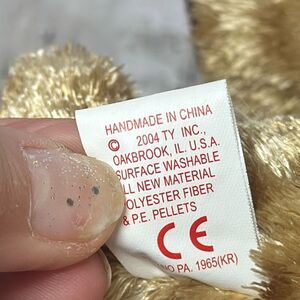 HANDMADE IN CHINA
© 2004 TY INC.,
OAKBROOK, IL. U.S.A.
SURFACE WASHABLE
ALL NEW MATERIAL
POLYESTER FIBER
& P.E. PELLETS
CE
NO PA. 1965(KR)